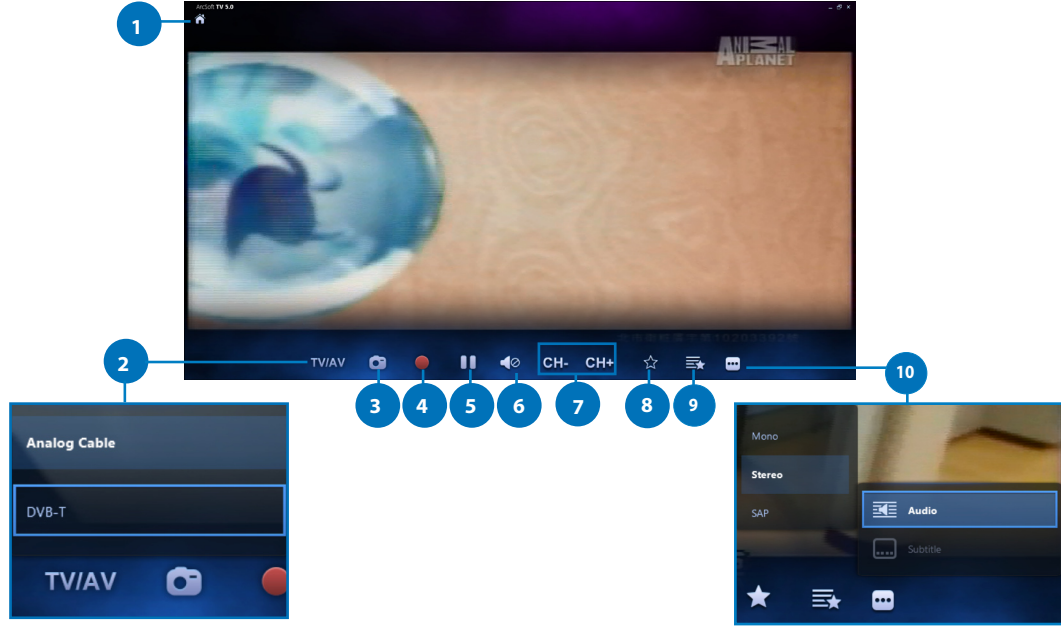 ArcSoft TV 5.0
1
ANIMAL
PLANET
2
TV/AV
CH-
CH+
10
3
4
5
6
7
8
9
Analog Cable
DVB-T
TV/AV
Mono
Stereo
SAP
Audio
Subtitle